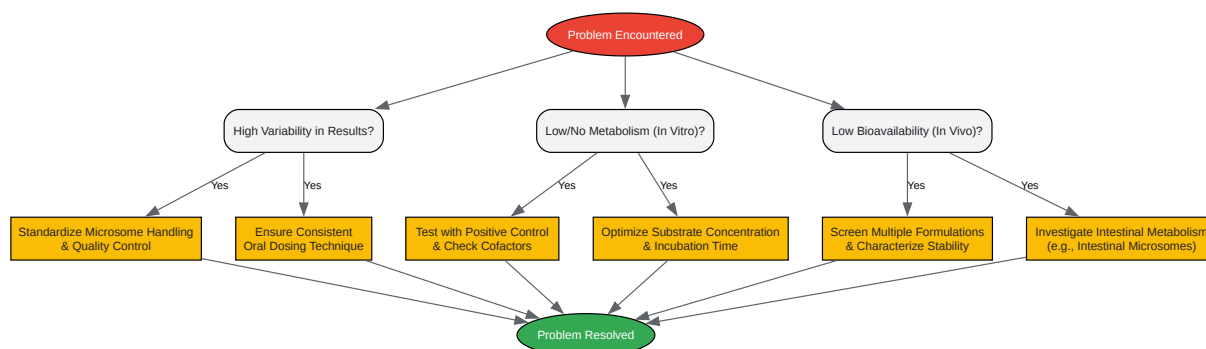 Problem Encountered
High Variability in Results?
Low/No Metabolism (In Vitro)?
Low Bioavailability (In Vivo)?
Yes
Yes
Yes
Yes
Yes
Yes
Standardize Microsome Handling
& Quality Control
Ensure Consistent
Oral Dosing Technique
Test with Positive Control
& Check Cofactors
Optimize Substrate Concentration
& Incubation Time
Screen Multiple Formulations
& Characterize Stability
Investigate Intestinal Metabolism
(e.g., Intestinal Microsomes)
Problem Resolved